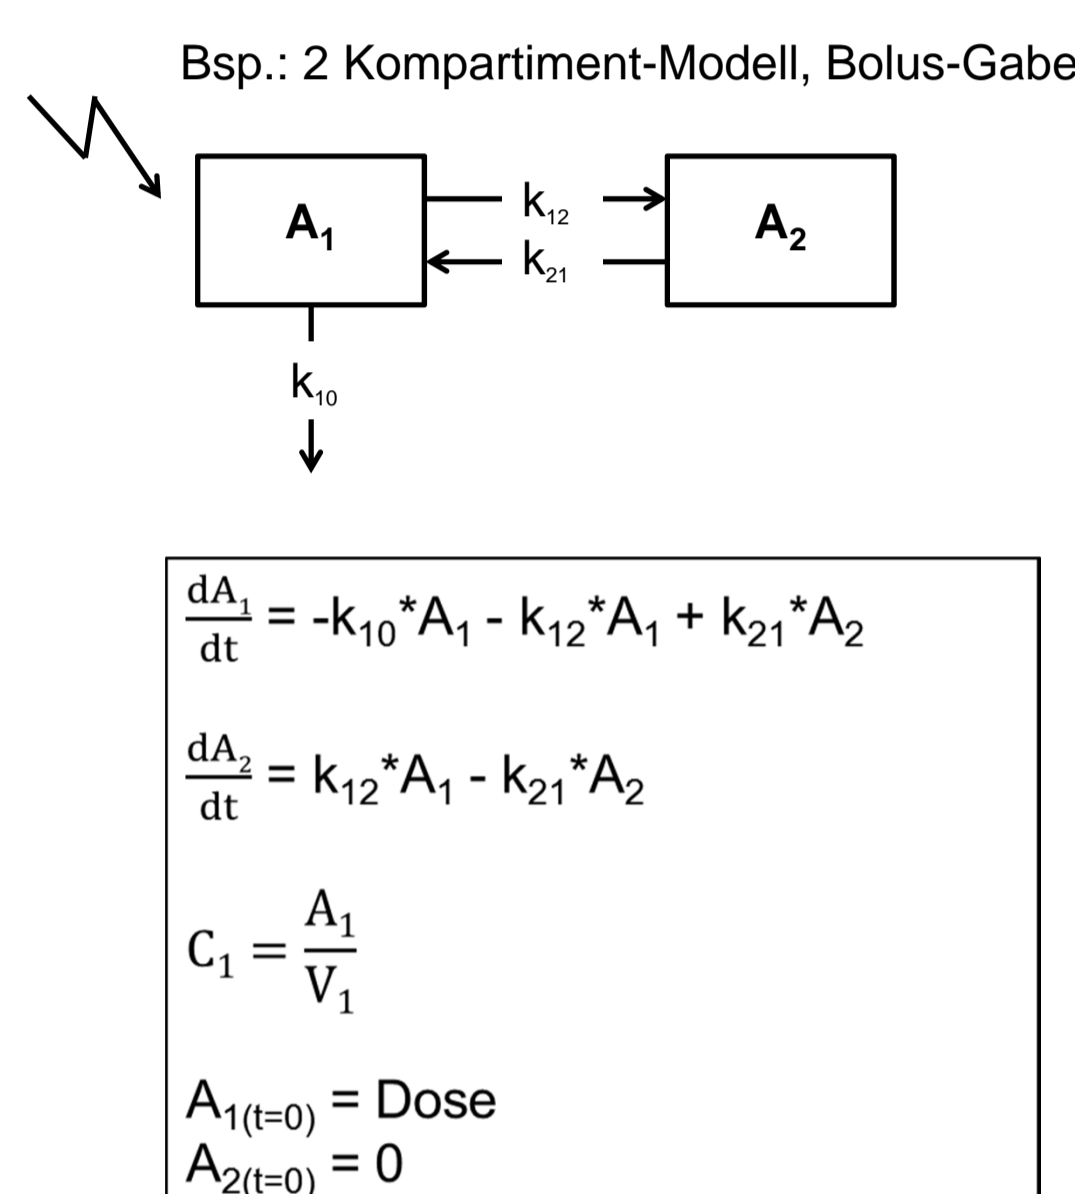 Bsp.: 2 Kompartiment-Modell, Bolus-Gabe
A₁ k₁₂ A₂
k₂₁
k₁₀
dA₁/dt = -k₁₀*A₁ - k₁₂*A₁ + k₂₁*A₂
dA₂/dt = k₁₂*A₁ - k₂₁*A₂
C₁ = A₁/V₁
A₁₍t=0₎ = Dose
A₂₍t=0₎ = 0